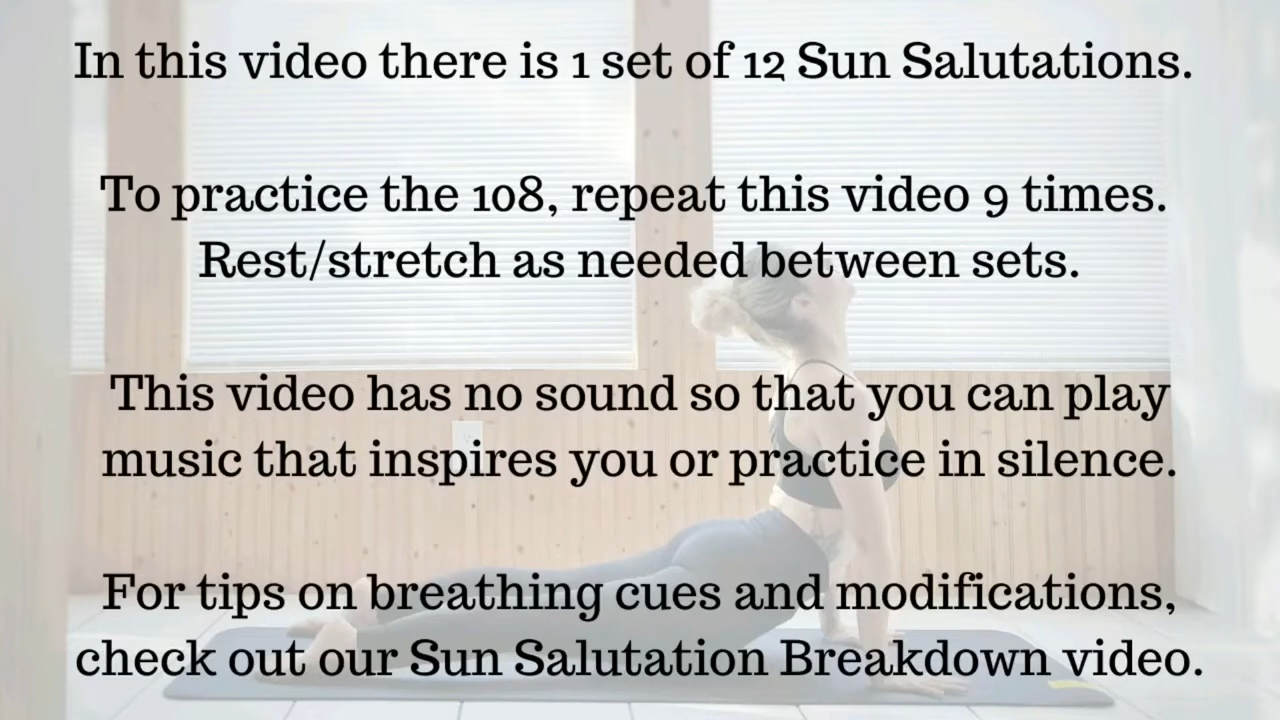 In this video there is 1 set of 12 Sun Salutations.
To practice the 108, repeat this video 9 times.
Rest/stretch as needed between sets.
This video has no sound so that you can play
music that inspires you or practice in silence.
For tips on breathing cues and modifications,
check out our Sun Salutation Breakdown video.